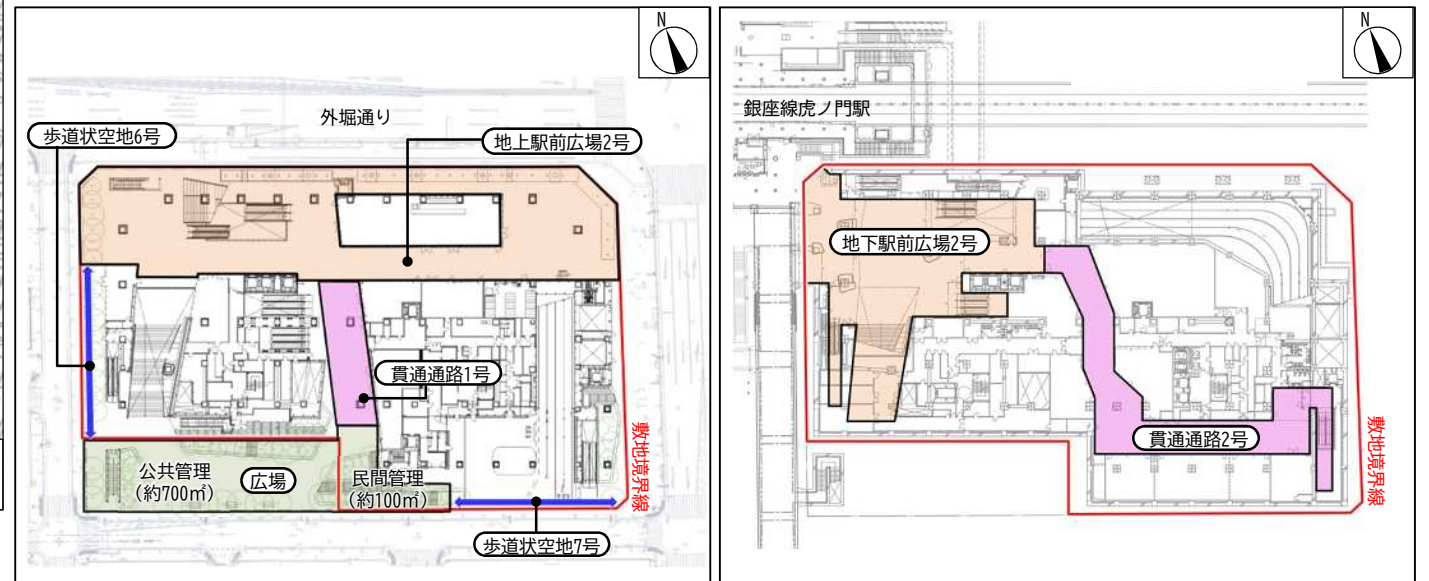 N
外堀通り
歩道状空地6号
地上駅前広場2号
貫通通路1号
公共管理
(約700㎡)
広場
民間管理
(約100㎡)
敷地境界線
歩道状空地7号
N
銀座線虎ノ門駅
地下駅前広場2号
貫通通路2号
敷地境界線